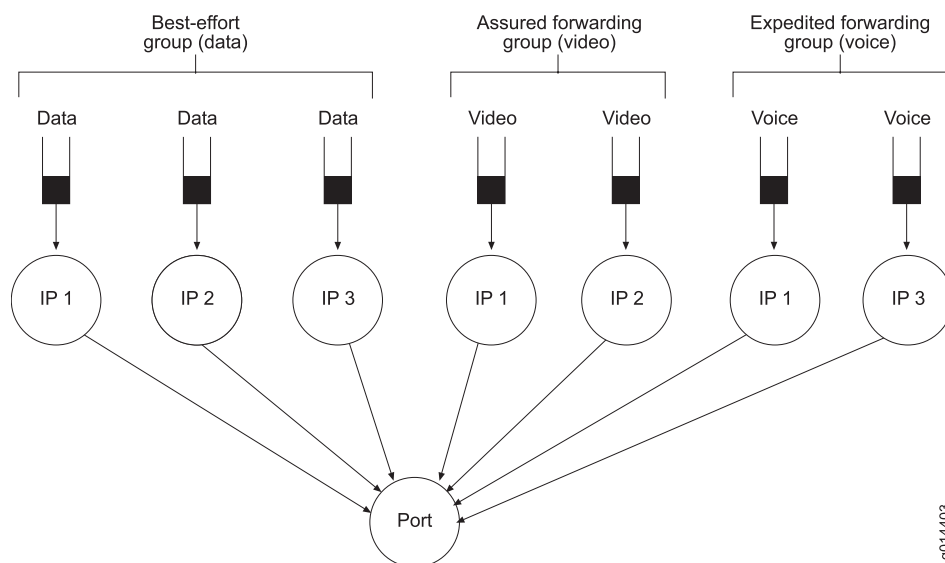 Best-effort
group (data)
Assured forwarding
group (video)
Expedited forwarding
group (voice)
Data
Data
Data
Video
Video
Voice
Voice
IP 1
IP 2
IP 3
IP 1
IP 2
IP 1
IP 3
Port
g014403